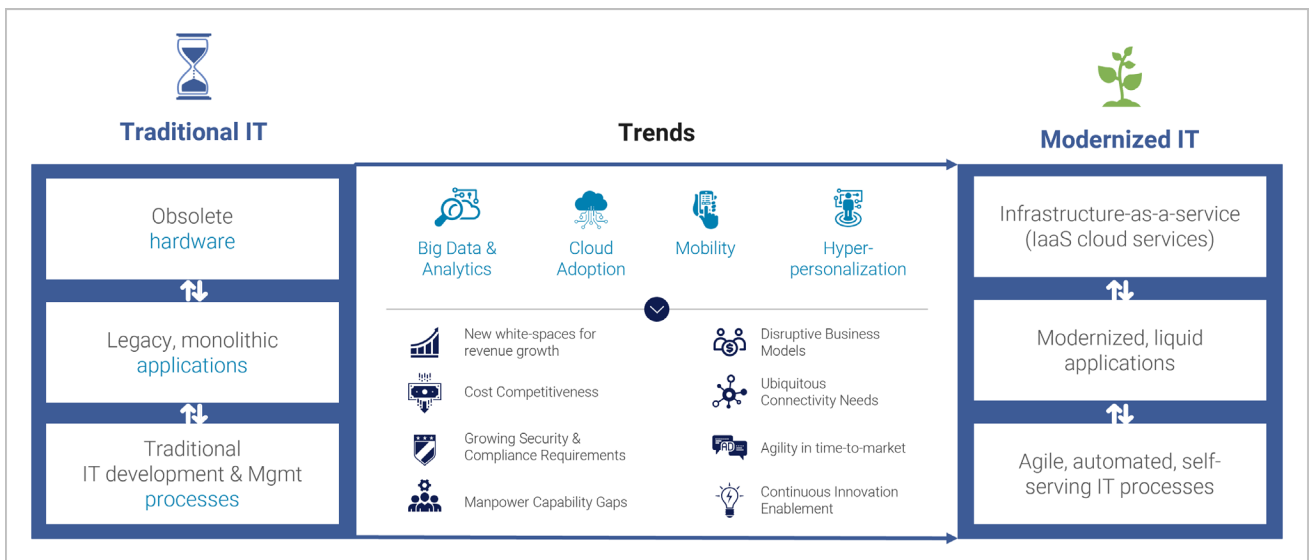 Traditional IT
Obsolete
hardware
Legacy, monolithic
applications
Traditional
IT development & Mgmt
processes
Trends
Big Data &
Analytics
Cloud
Adoption
Mobility
Hyper-
personalization
New white-spaces for
revenue growth
Cost Competitiveness
Growing Security &
Compliance Requirements
Manpower Capability Gaps
Disruptive Business
Models
Ubiquitous
Connectivity Needs
AD
Agility in time-to-market
Continuous Innovation
Enablement
Modernized IT
Infrastructure-as-a-service
(IaaS cloud services)
Modernized, liquid
applications
Agile, automated, self-
serving IT processes